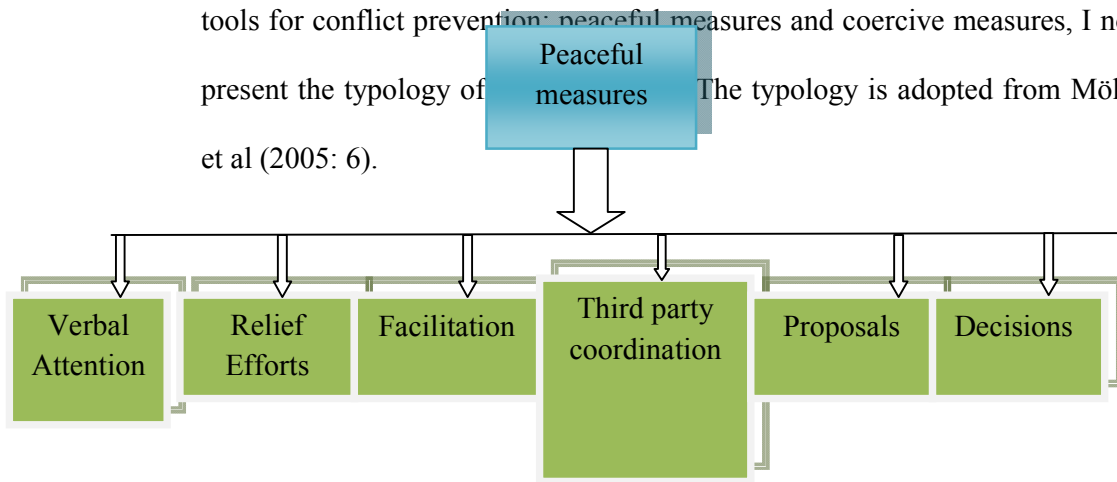 tools for conflict prevention: peaceful measures and coercive measures, I
present the typology of The typology is adopted from
et al (2005: 6).
Peaceful
measures
Verbal
Attention
Relief
Efforts
Facilitation
Third party
coordination
Proposals
Decisions